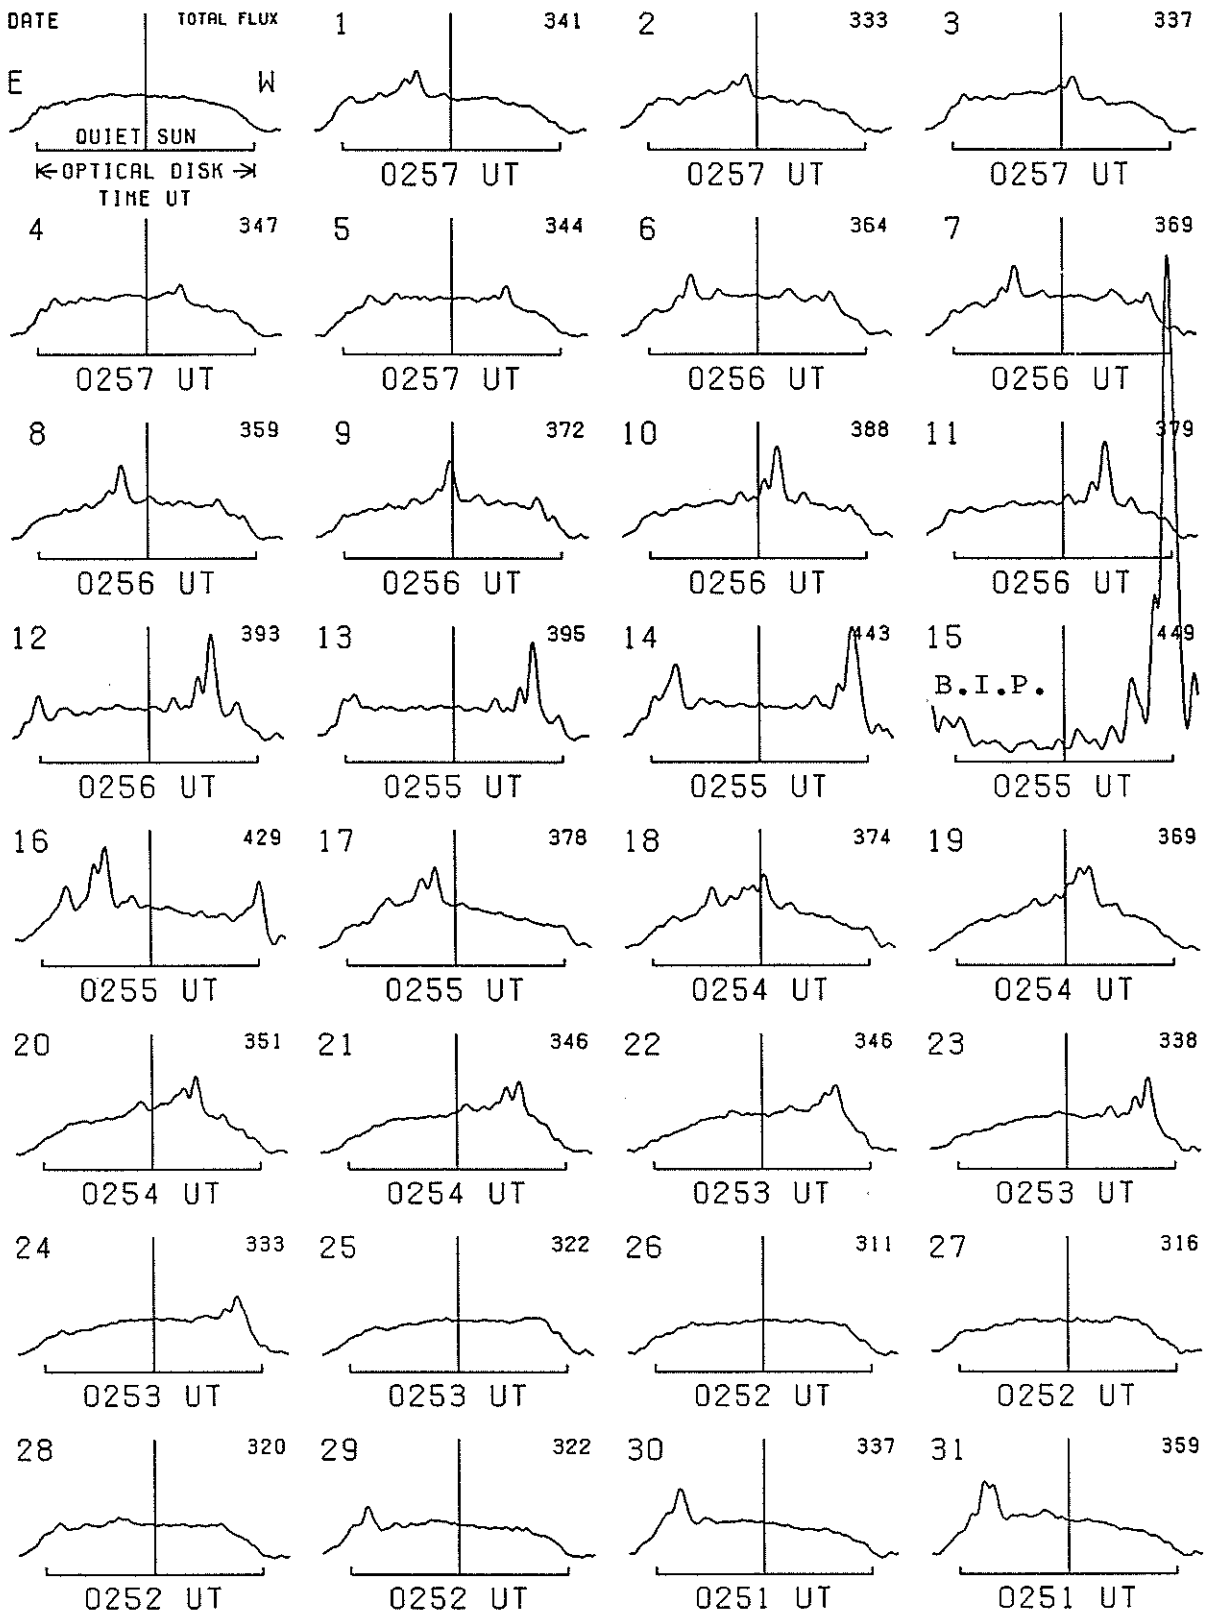 DATE TOTAL FLUX 1 341 2 333 3 337
E W
QUIET SUN
OPTICAL DISK 0257 UT 0257 UT 0257 UT
TIME UT
4 347 5 344 6 364 7 369
0257 UT 0257 UT 0256 UT 0256 UT
8 359 9 372 10 388 11 379
0256 UT 0256 UT 0256 UT 0256 UT
12 393 13 395 14 443 15 449
B.I.P.
0256 UT 0255 UT 0255 UT 0255 UT
16 429 17 378 18 374 19 369
0255 UT 0255 UT 0254 UT 0254 UT
20 351 21 346 22 346 23 338
0254 UT 0254 UT 0253 UT 0253 UT
24 333 25 322 26 311 27 316
0253 UT 0253 UT 0252 UT 0252 UT
28 320 29 322 30 337 31 359
0252 UT 0252 UT 0251 UT 0251 UT